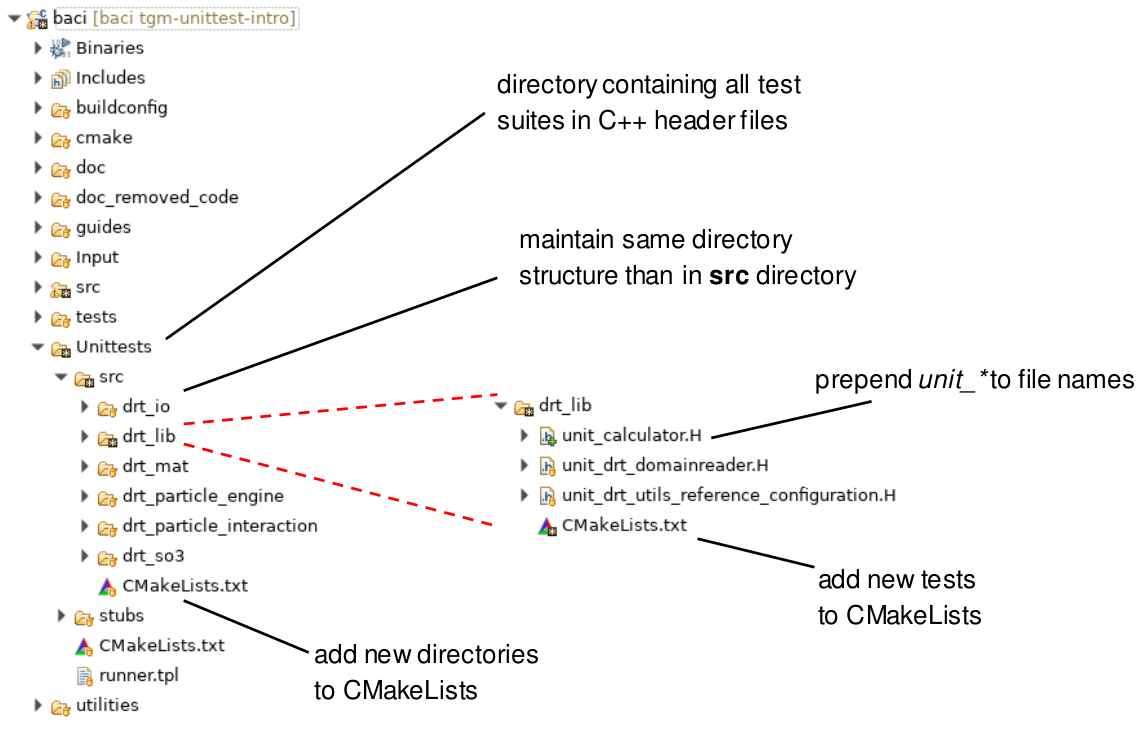 baci [baci tgm-unittest-intro]
Binaries
Includes
buildconfig
cmake
doc
doc_removed_code
guides
Input
src
tests
Unittests
src
drt_io
drt_lib
drt_mat
drt_particle_engine
drt_particle_interaction
drt_so3
CMakeLists.txt
stubs
CMakeLists.txt
runner.tpl
utilities
directory containing all test
suites in C++ header files
maintain same directory
structure than in src directory
prepend unit_* to file names
drt_lib
unit_calculator.H
unit_drt_domainreader.H
unit_drt_utils_reference_configuration.H
CMakeLists.txt
add new tests
to CMakeLists
add new directories
to CMakeLists